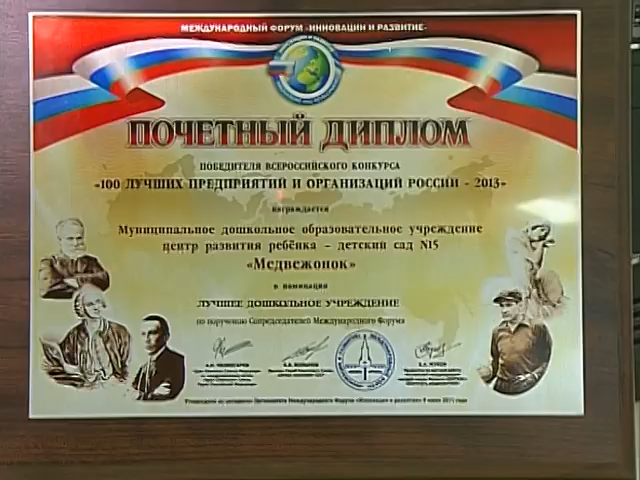 МЕЖДУНАРОДНЫЙ ФОРУМ «ИННОВАЦИИ И РАЗВИТИЕ»
ПОЧЕТНЫЙ ДИПЛОМ
ПОБЕДИТЕЛЯ ВСЕРОССИЙСКОГО КОНКУРСА
«100 ЛУЧШИХ ПРЕДПРИЯТИЙ И ОРГАНИЗАЦИЙ РОССИИ - 2013»
награждается
Муниципальное дошкольное образовательное учреждение
центр развития ребёнка - детский сад №15
«Медвежонок»
в номинации
ЛУЧШЕЕ ДОШКОЛЬНОЕ УЧРЕЖДЕНИЕ
по поручению Сопредседателей Международного Форума